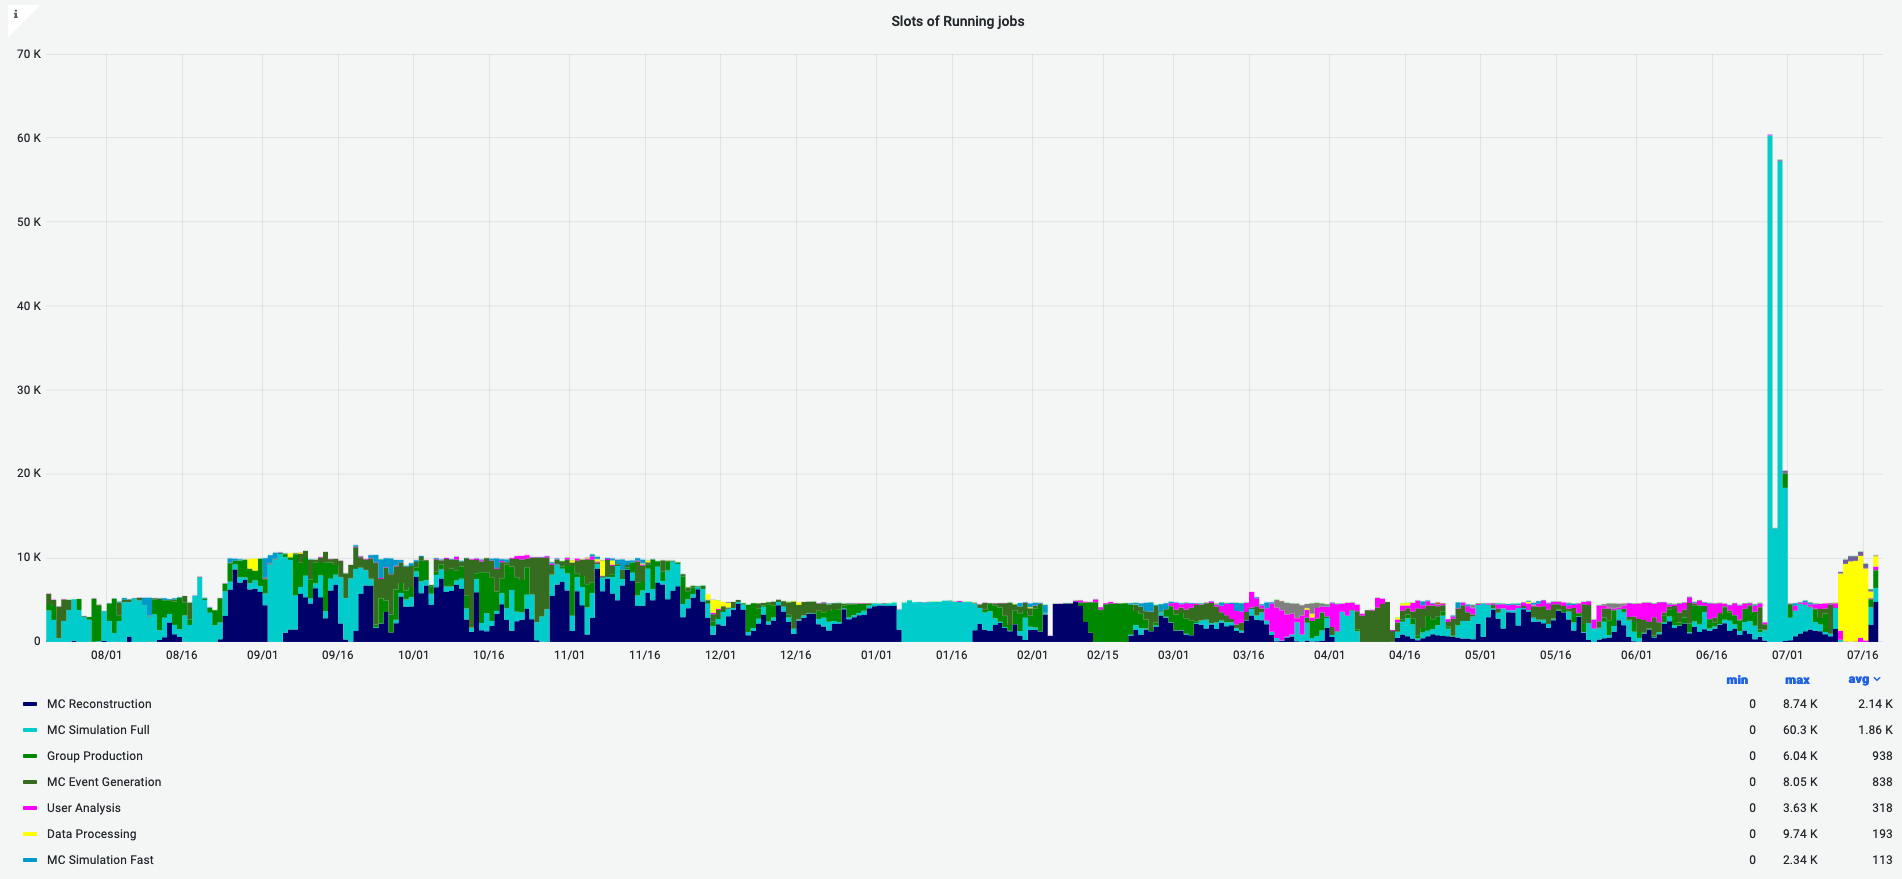 i
Slots of Running jobs
70 K
60 K
50 K
40 K
30 K
20 K
10 K
0
08/01 08/16 09/01 09/16 10/01 10/16 11/01 11/16 12/01 12/16 01/01 01/16 02/01 02/15 03/01 03/16 04/01 04/16 05/01 05/16 06/01 06/16 07/01 07/16
min max avg
MC Reconstruction 0 8.74 K 2.14 K
MC Simulation Full 0 60.3 K 1.86 K
Group Production 0 6.04 K 938
MC Event Generation 0 8.05 K 838
User Analysis 0 3.63 K 318
Data Processing 0 9.74 K 193
MC Simulation Fast 0 2.34 K 113